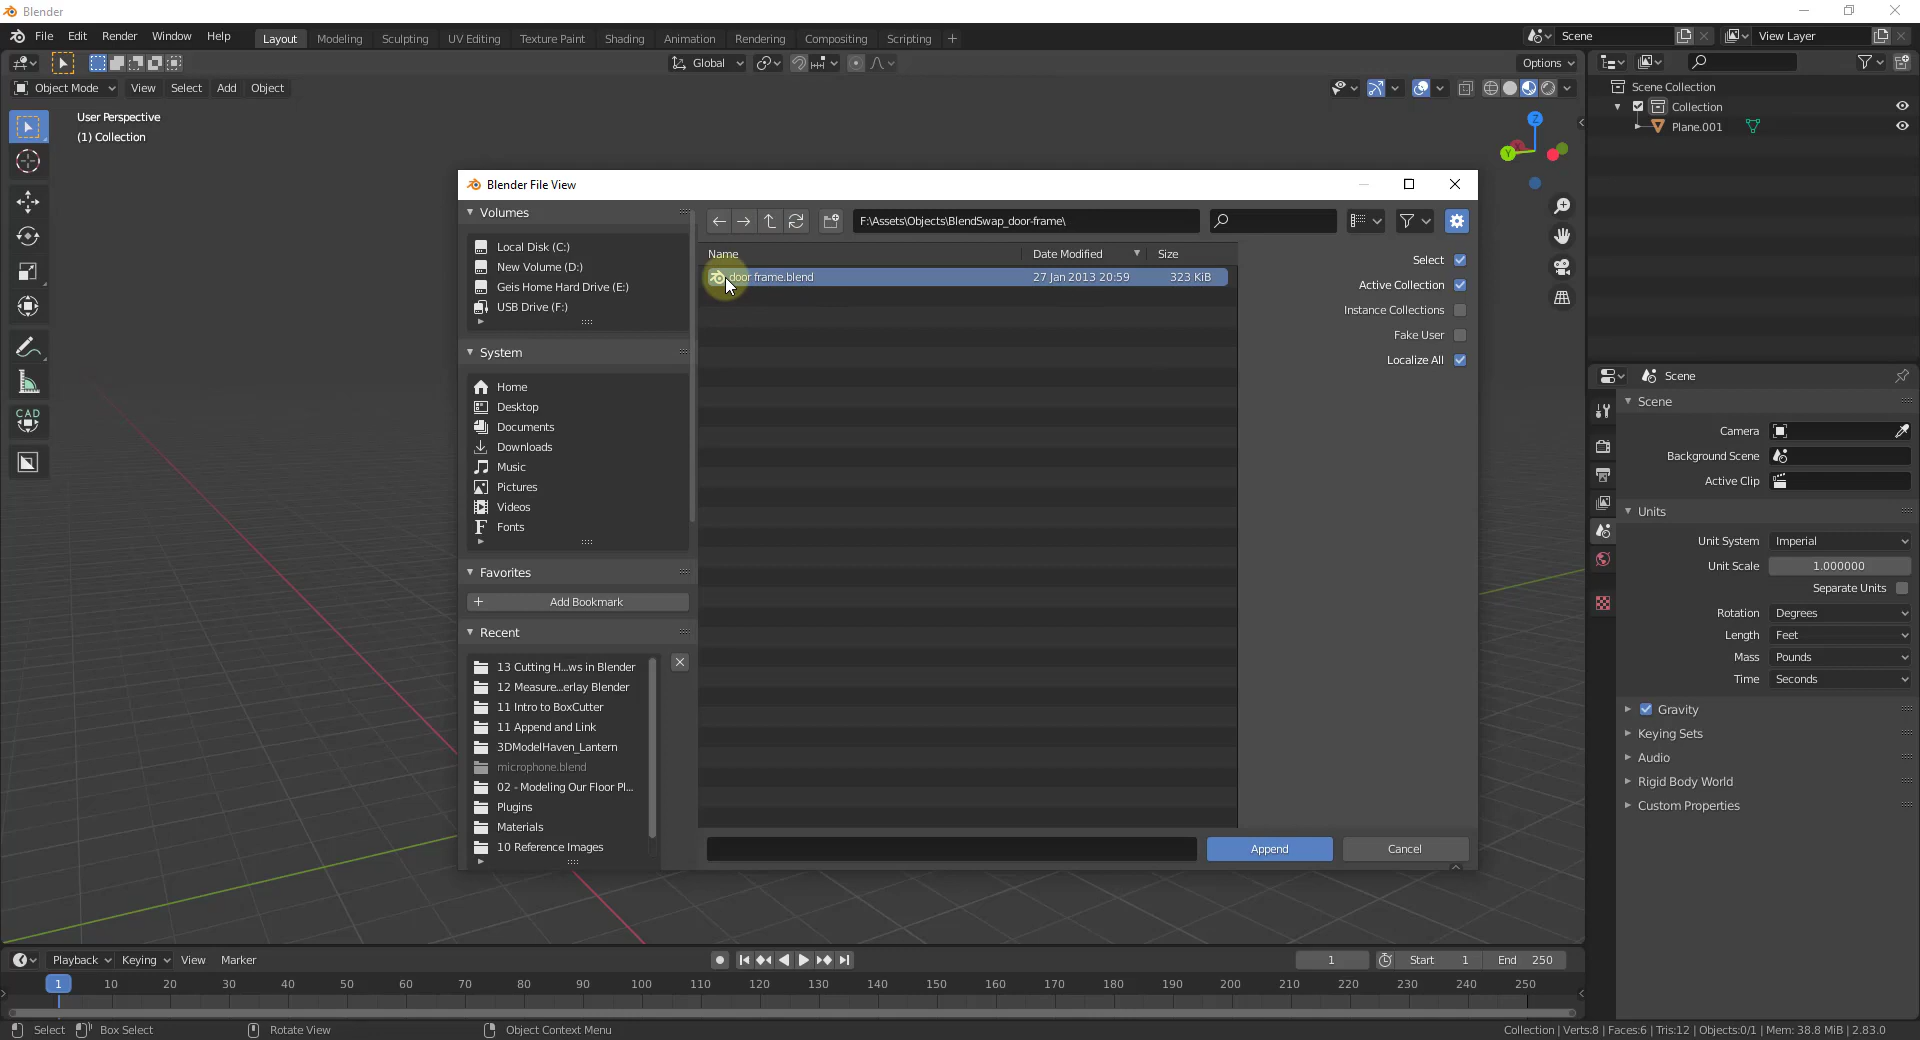 Blender
File Edit Render Window Help Layout Modeling Sculpting UV Editing Texture Paint Shading Animation Rendering Compositing Scripting + Scene View Layer
Global Options
Object Mode View Select Add Object
User Perspective
(1) Collection
Z
Y
X
CAD
Scene Collection
Collection
Plane.001
Blender File View
Volumes
Local Disk (C:)
New Volume (D:)
Geis Home Hard Drive (E:)
USB Drive (F:)
System
Home
Desktop
Documents
Downloads
Music
Pictures
Videos
Fonts
Favorites
Add Bookmark
Recent
13 Cutting H...ws in Blender
12 Measure...erlay Blender
11 Intro to BoxCutter
11 Append and Link
3DModelHaven_Lantern
microphone.blend
02 - Modeling Our Floor Pl...
Plugins
Materials
10 Reference Images
F:\Assets\Objects\BlendSwap_door-frame\
Name Date Modified Size
door frame.blend 27 Jan 2013 20:59 323 KiB
Select
Active Collection
Instance Collections
Fake User
Localize All
Append Cancel
Scene
Scene
Camera
Background Scene
Active Clip
Units
Unit System Imperial
Unit Scale 1.000000
Separate Units
Rotation Degrees
Length Feet
Mass Pounds
Time Seconds
Gravity
Keying Sets
Audio
Rigid Body World
Custom Properties
Playback Keying View Marker 1 Start 1 End 250
1 10 20 30 40 50 60 70 80 90 100 110 120 130 140 150 160 170 180 190 200 210 220 230 240 250
Select Box Select Rotate View Object Context Menu Collection | Verts:8 | Faces:6 | Tris:12 | Objects:0/1 | Mem: 38.8 MiB | 2.83.0